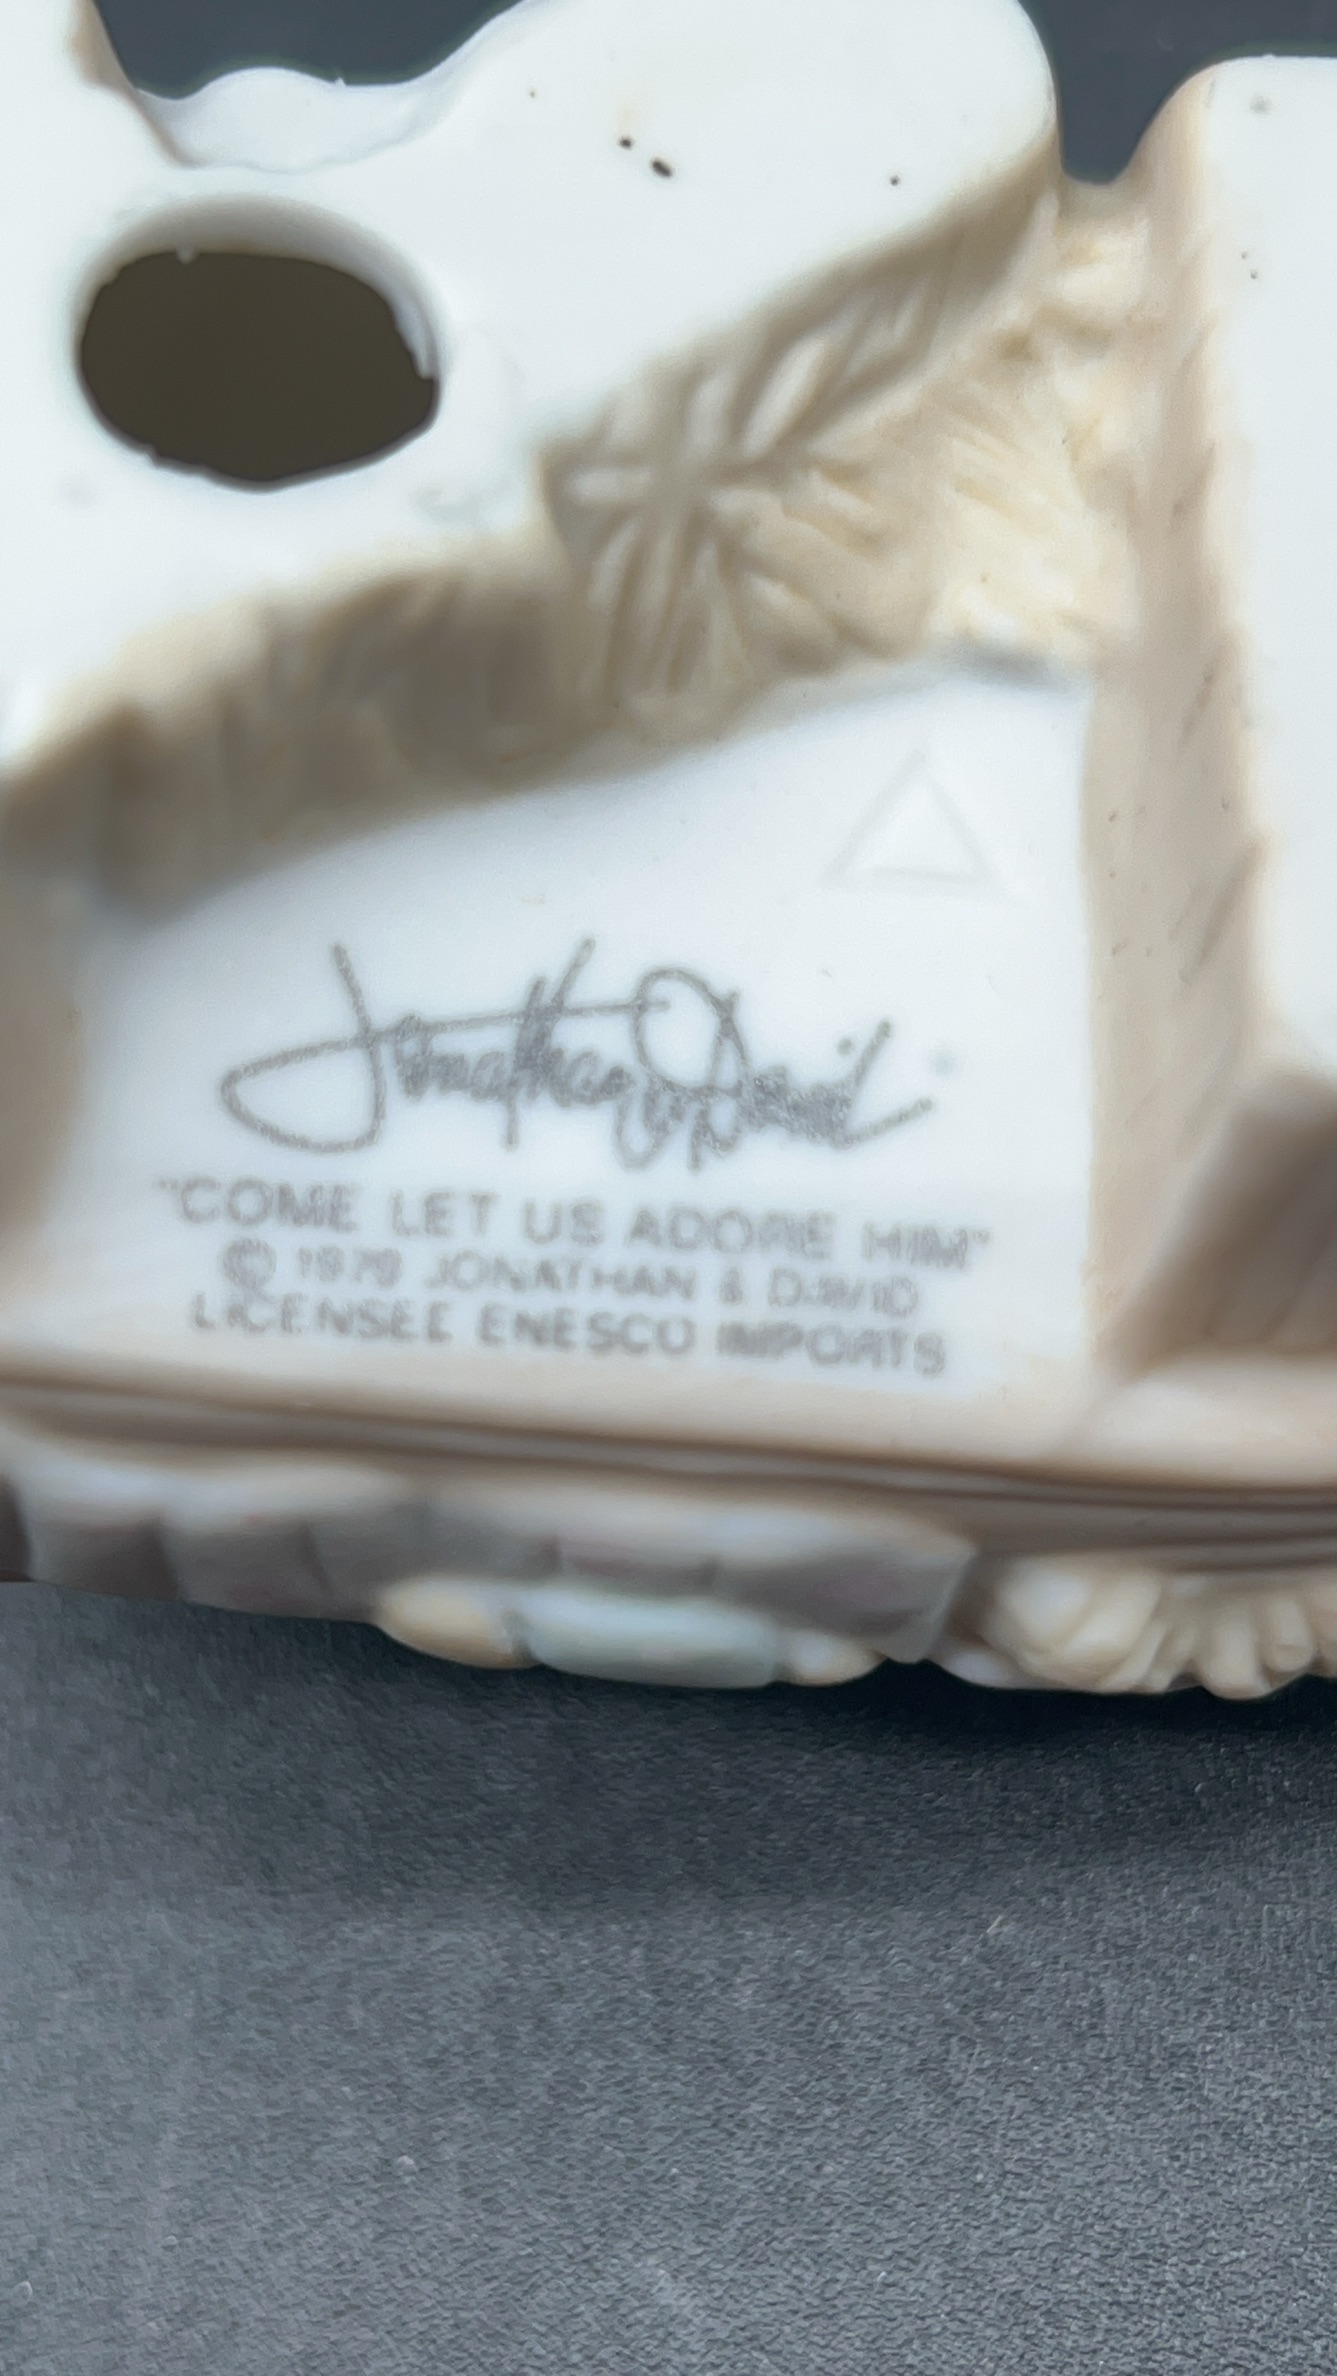 Jonathan & David
"COME LET US ADORE HIM"
© 1979 JONATHAN & DAVID
LICENSEE ENESCO IMPORTS